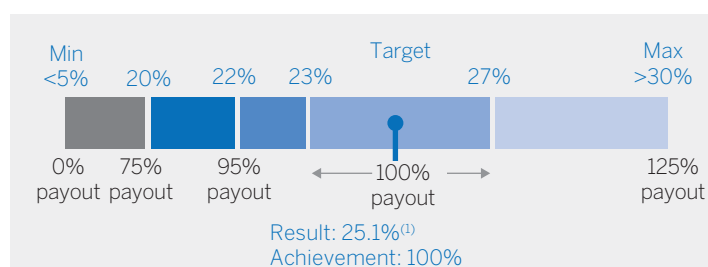 Min Target Max
<5% 20% 22% 23% 27% >30%
0% 75% 95% 100% 125%
payout payout payout payout payout
Result: 25.1%(1)
Achievement: 100%